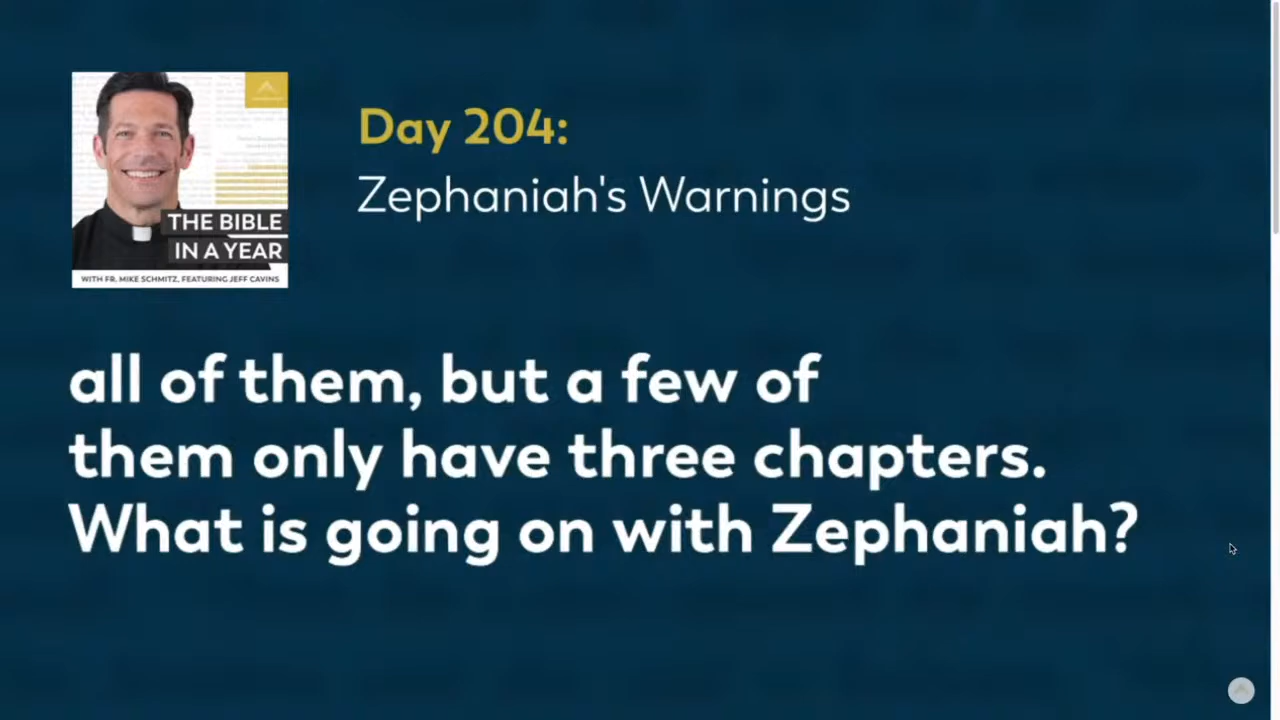 THE BIBLE
IN A YEAR
WITH FR. MIKE SCHMITZ, FEATURING JEFF CAVINS
Day 204:
Zephaniah's Warnings
all of them, but a few of
them only have three chapters.
What is going on with Zephaniah?